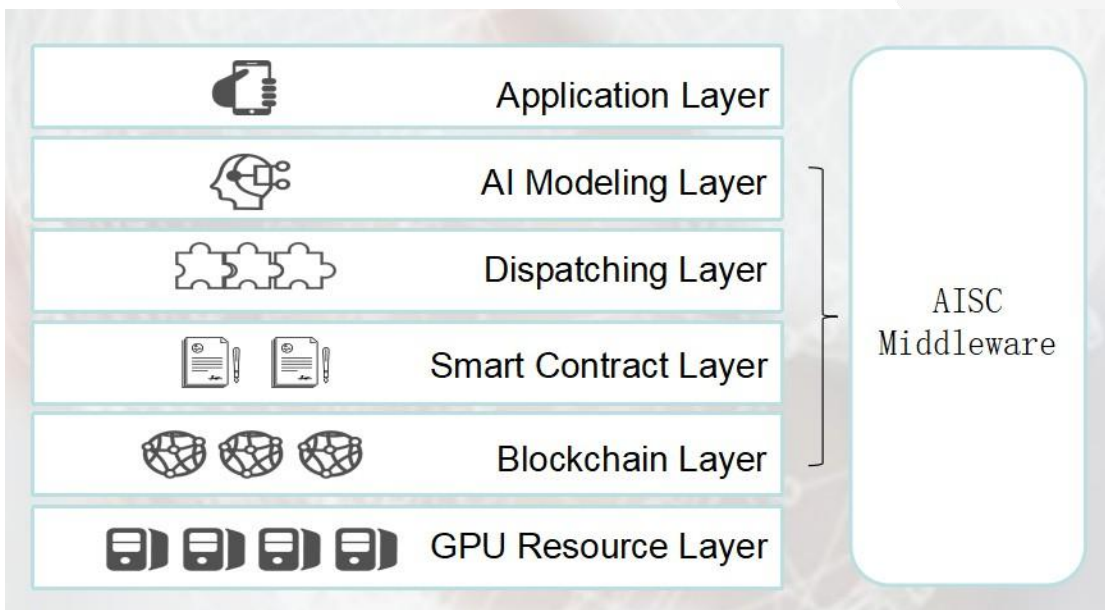 Application Layer
AI Modeling Layer
Dispatching Layer
Smart Contract Layer
Blockchain Layer
GPU Resource Layer
AISC
Middleware